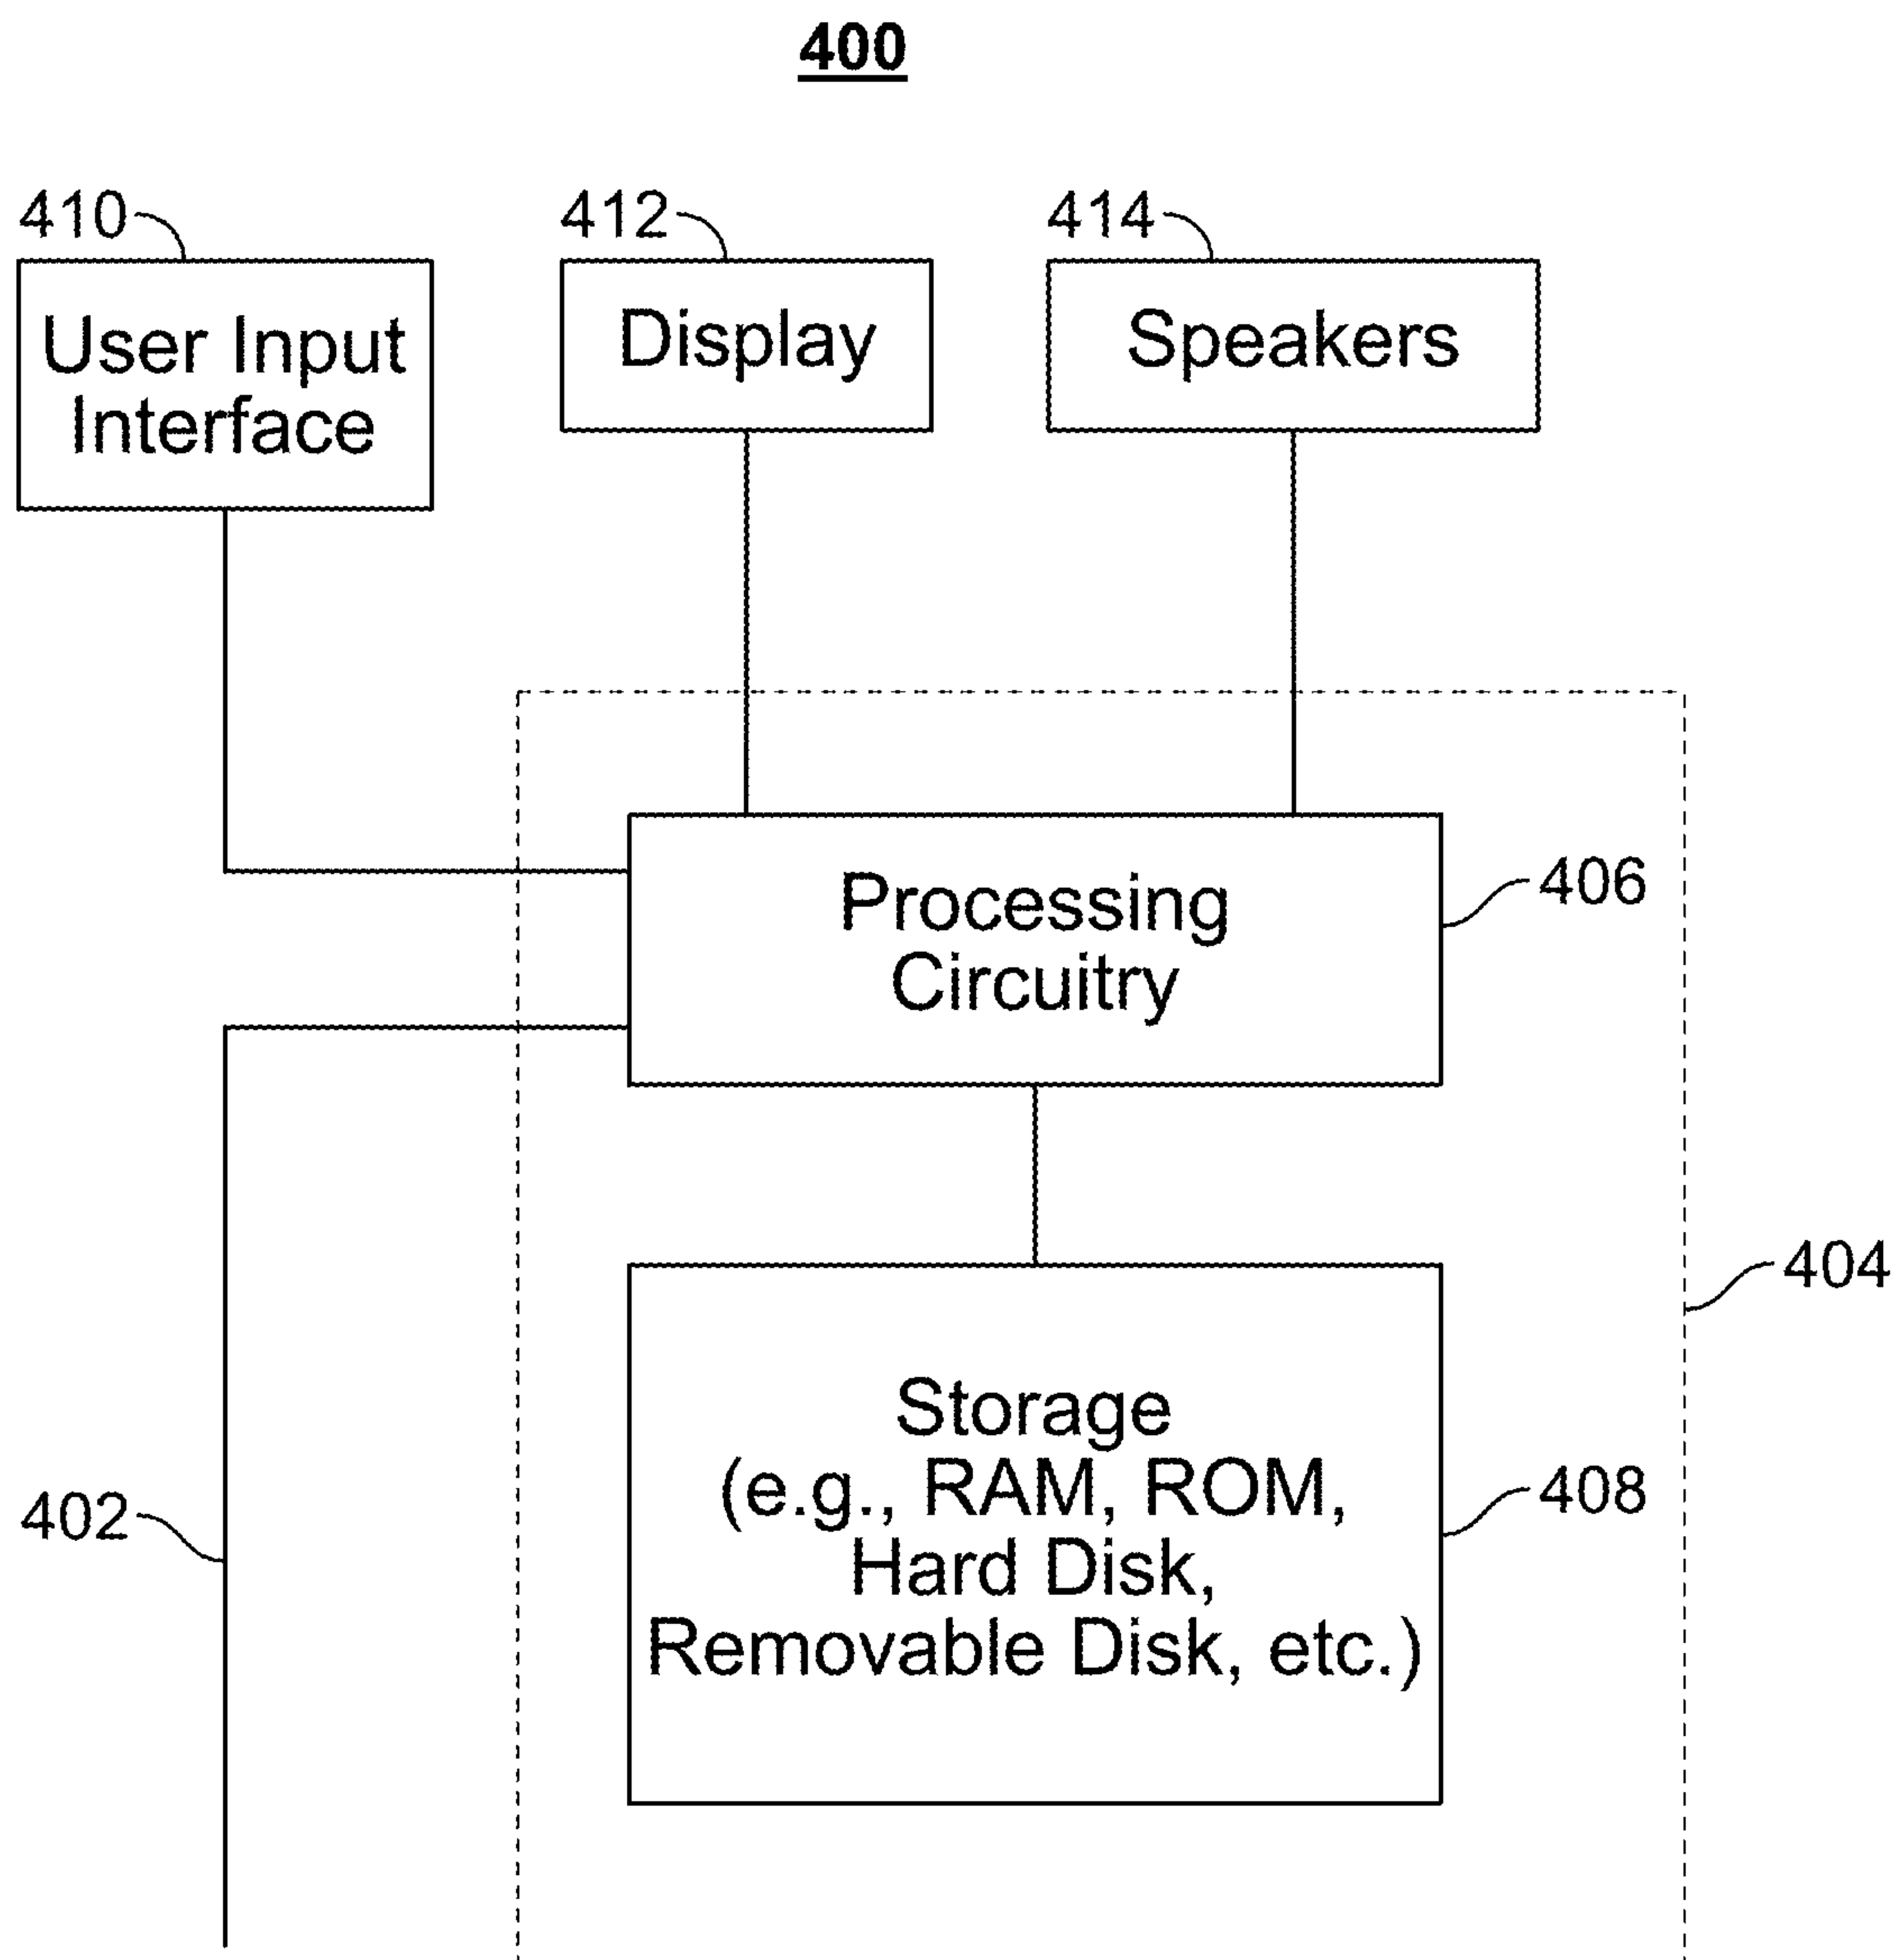 400
410
412
414
User Input
Interface
Display
Speakers
Processing
Circuitry
406
404
Storage
(e.g., RAM, ROM,
Hard Disk,
Removable Disk, etc.)
408
402